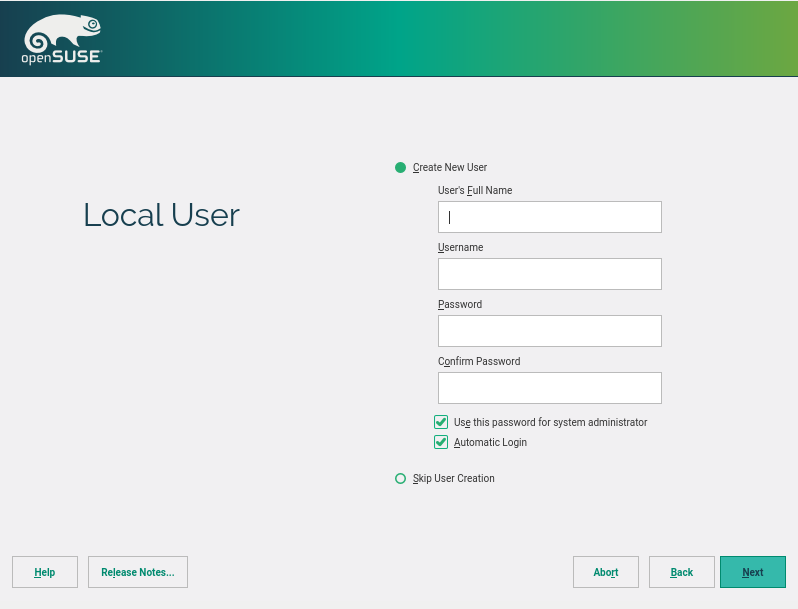 openSUSE
Local User
Create New User
User's Full Name
Username
Password
Confirm Password
Use this password for system administrator
Automatic Login
Skip User Creation
Help Release Notes... Abort Back Next